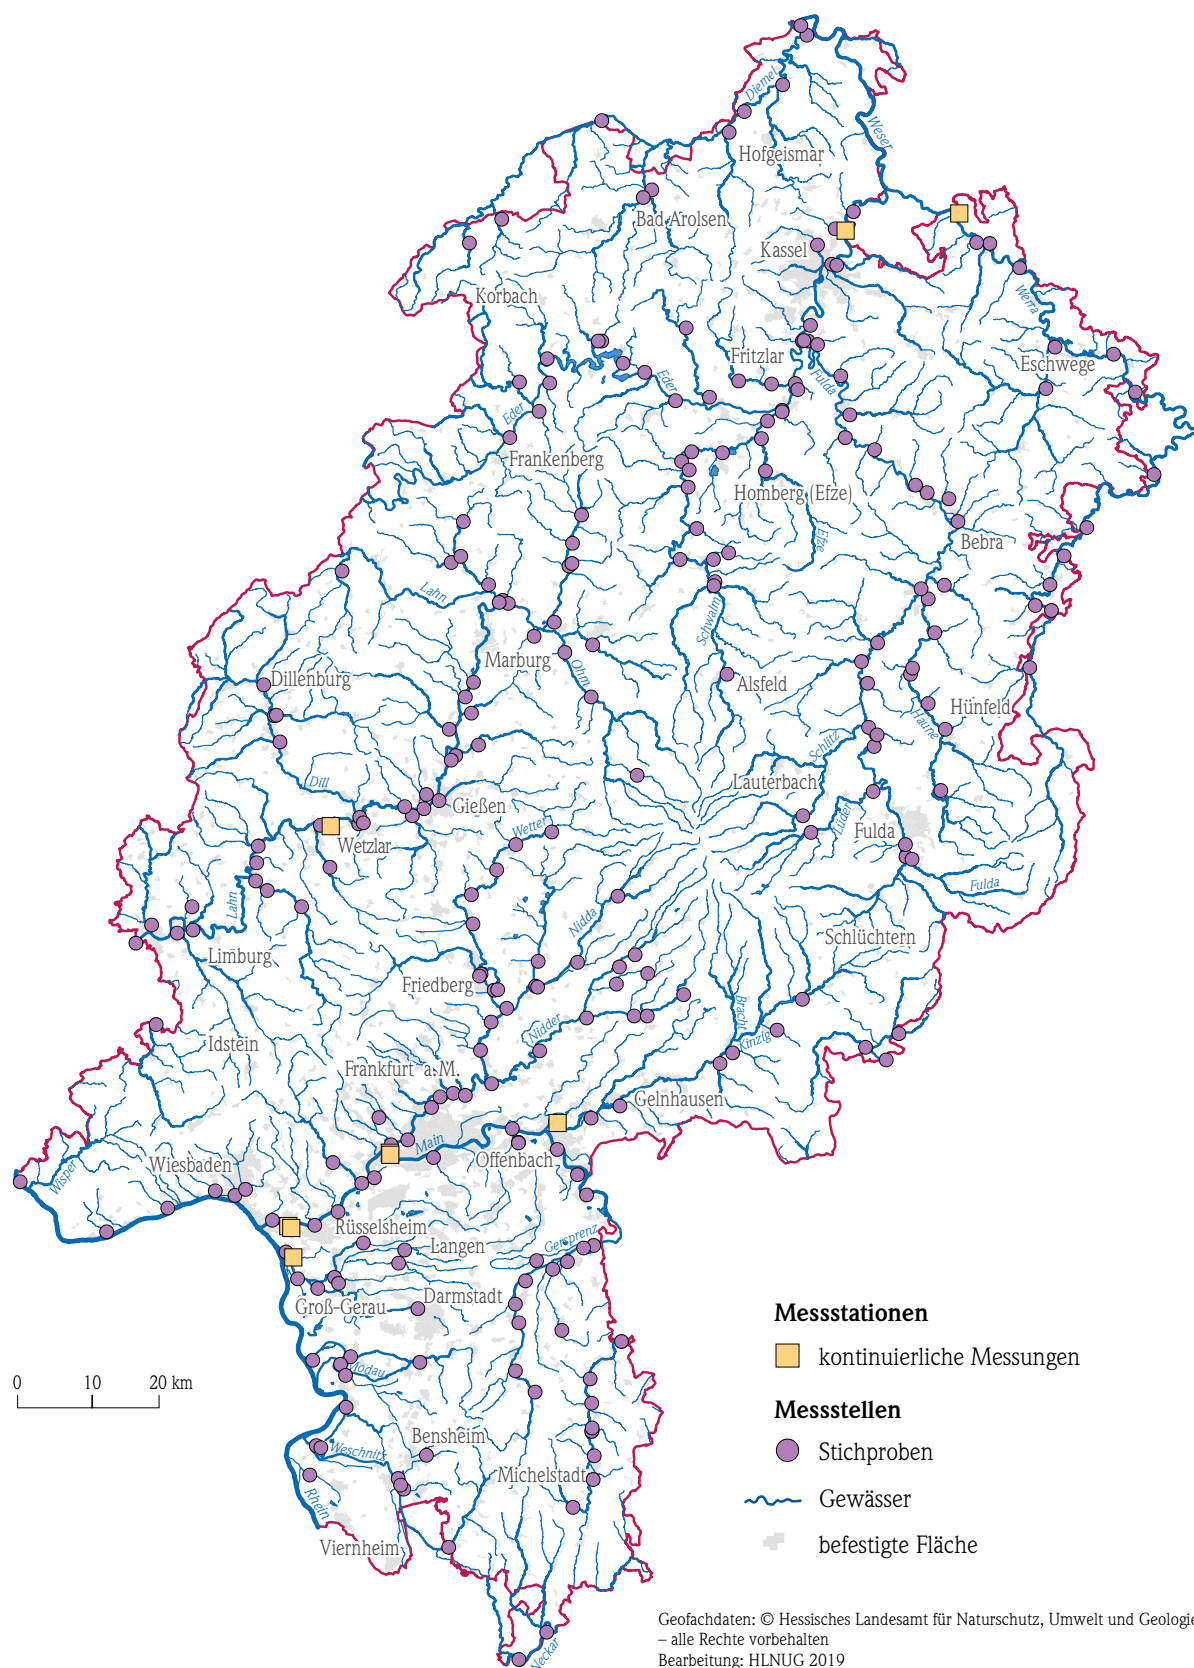 Diemel
Weser
Hofgeismar
Bad Arolsen
Kassel
Korbach
Werra
Fritzlar
Eschwege
Eder
Fulda
Eder
Frankenberg
Homberg (Efze)
Efze
Bebra
Lahn
Schwalm
Marburg
Ohm
Dillenburg
Alsfeld
Hünfeld
Haune
Schlitz
Dill
Lauterbach
Gießen
Wetter
Lüder
Fulda
Wetzlar
Fulda
Lahn
Nidda
Schlüchtern
Limburg
Friedberg
Bracht
Nidder
Kinzig
Idstein
Frankfurt a.M.
Gelnhausen
Main
Offenbach
Wiesbaden
Wisper
Rüsselsheim
Gersprenz
Langen
Groß-Gerau
Darmstadt
Modau
Bensheim
Weschnitz
Michelstadt
Rhein
Viernheim
Neckar
0 10 20 km
Messstationen
kontinuierliche Messungen
Messstellen
Stichproben
Gewässer
befestigte Fläche
Geofachdaten: © Hessisches Landesamt für Naturschutz, Umwelt und Geologie
– alle Rechte vorbehalten
Bearbeitung: HLNUG 2019